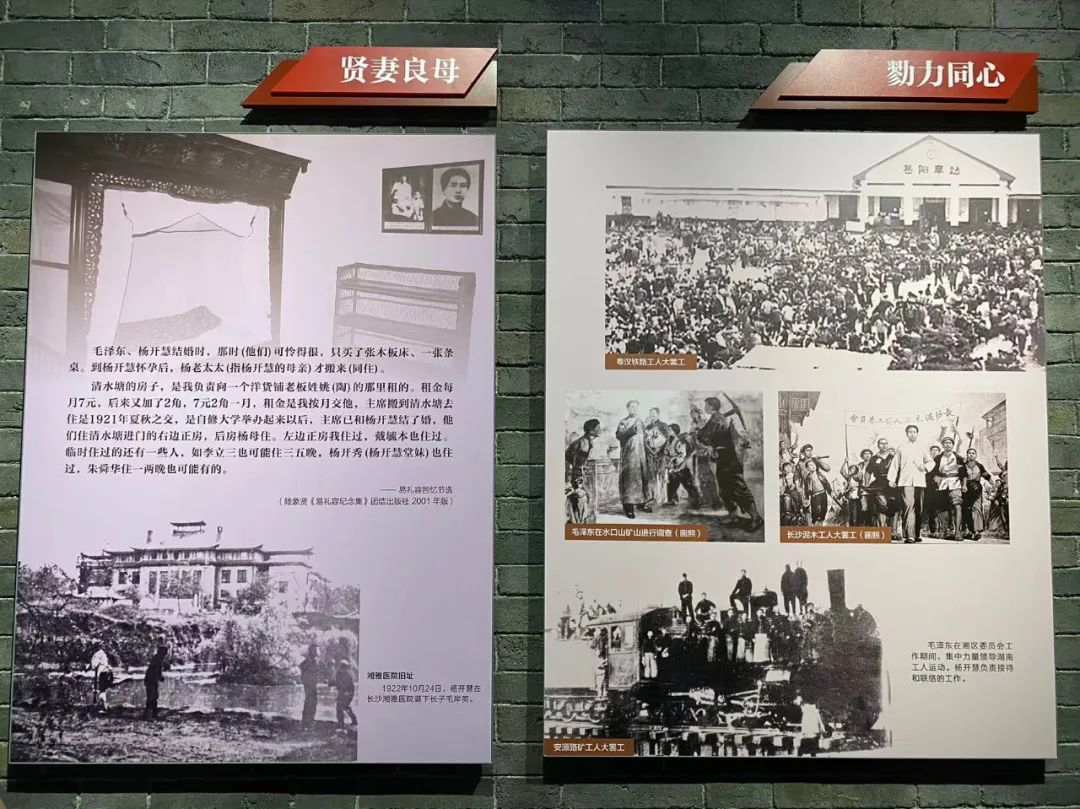 贤妻良母
毛泽东、杨开慧结婚时，那时(他们)可怜得很，只买了张木板床、一张条
桌。到杨开慧怀孕后，杨老太太(指杨开慧的母亲)才搬来(同住)。
清水塘的房子，是我负责向一个洋货铺老板姓姚(陶)的那里租的。租金每
月7元，后来又加了2角，7元2角一月，租金是我按月交他，主席搬到清水塘去
住是1921年夏秋之交，是自修大学举办起来以后，主席已和杨开慧结了婚，他
们住清水塘进门的右边正房，后房杨母住。左边正房我住过，戴毓本也住过。
临时住过的还有一些人，如李立三也可能住三五晚，杨开秀(杨开慧堂妹)也住
过，朱舜华住一两晚也可能有的。
—— 易礼容回忆节选
（陆象贤《易礼容纪念集》团结出版社 2001 年版）
湘雅医院旧址
1922年10月24日，杨开慧在
长沙湘雅医院诞下长子毛岸英。
勠力同心
岳阳車站
粤汉铁路工人大罢工
毛泽东在水口山矿山进行调查（画照）
長沙泥木工人工會員會
长沙泥木工人大罢工（画照）
毛泽东在湘区委员会工
作期间，集中力量领导湖南
工人运动。杨开慧负责接待
和联络的工作。
安源路矿工人大罢工